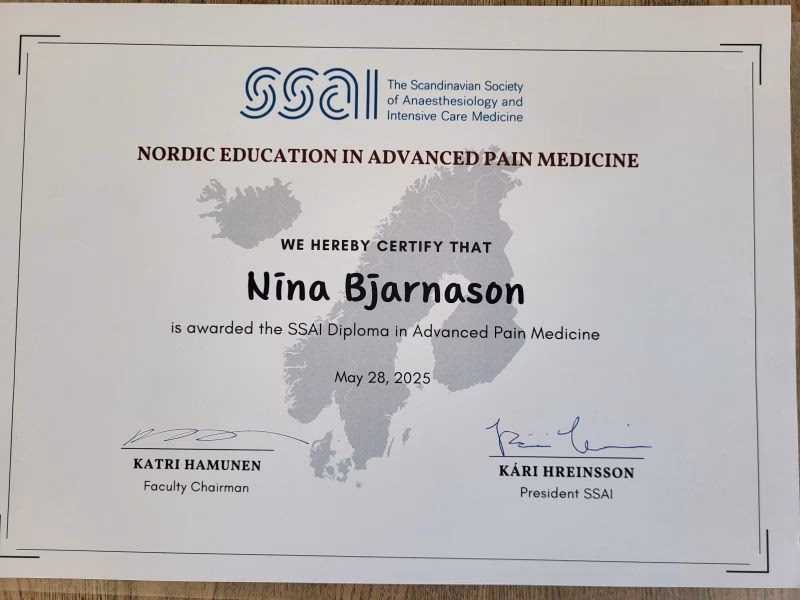 ssai
The Scandinavian Society
of Anaesthesiology and
Intensive Care Medicine
NORDIC EDUCATION IN ADVANCED PAIN MEDICINE
WE HEREBY CERTIFY THAT
Nina Bjarnason
is awarded the SSAI Diploma in Advanced Pain Medicine
May 28, 2025
KATRI HAMUNEN
Faculty Chairman
KÁRI HREINSSON
President SSAI